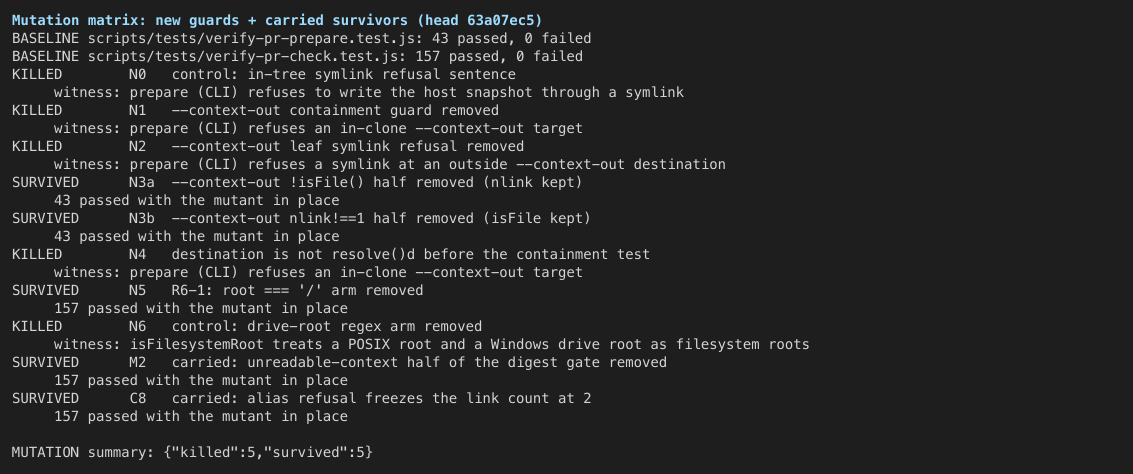 Mutation matrix: new guards + carried survivors (head 63a07ec5)
BASELINE scripts/tests/verify-pr-prepare.test.js: 43 passed, 0 failed
BASELINE scripts/tests/verify-pr-check.test.js: 157 passed, 0 failed
KILLED        N0   control: in-tree symlink refusal sentence
     witness: prepare (CLI) refuses to write the host snapshot through a symlink
KILLED        N1   --context-out containment guard removed
     witness: prepare (CLI) refuses an in-clone --context-out target
KILLED        N2   --context-out leaf symlink refusal removed
     witness: prepare (CLI) refuses a symlink at an outside --context-out destination
SURVIVED      N3a  --context-out !isFile() half removed (nlink kept)
     43 passed with the mutant in place
SURVIVED      N3b  --context-out nlink!==1 half removed (isFile kept)
     43 passed with the mutant in place
KILLED        N4   destination is not resolve()d before the containment test
     witness: prepare (CLI) refuses an in-clone --context-out target
SURVIVED      N5   R6-1: root === '/' arm removed
     157 passed with the mutant in place
KILLED        N6   control: drive-root regex arm removed
     witness: isFilesystemRoot treats a POSIX root and a Windows drive root as filesystem roots
SURVIVED      M2   carried: unreadable-context half of the digest gate removed
     157 passed with the mutant in place
SURVIVED      C8   carried: alias refusal freezes the link count at 2
     157 passed with the mutant in place
MUTATION summary: {"killed":5,"survived":5}